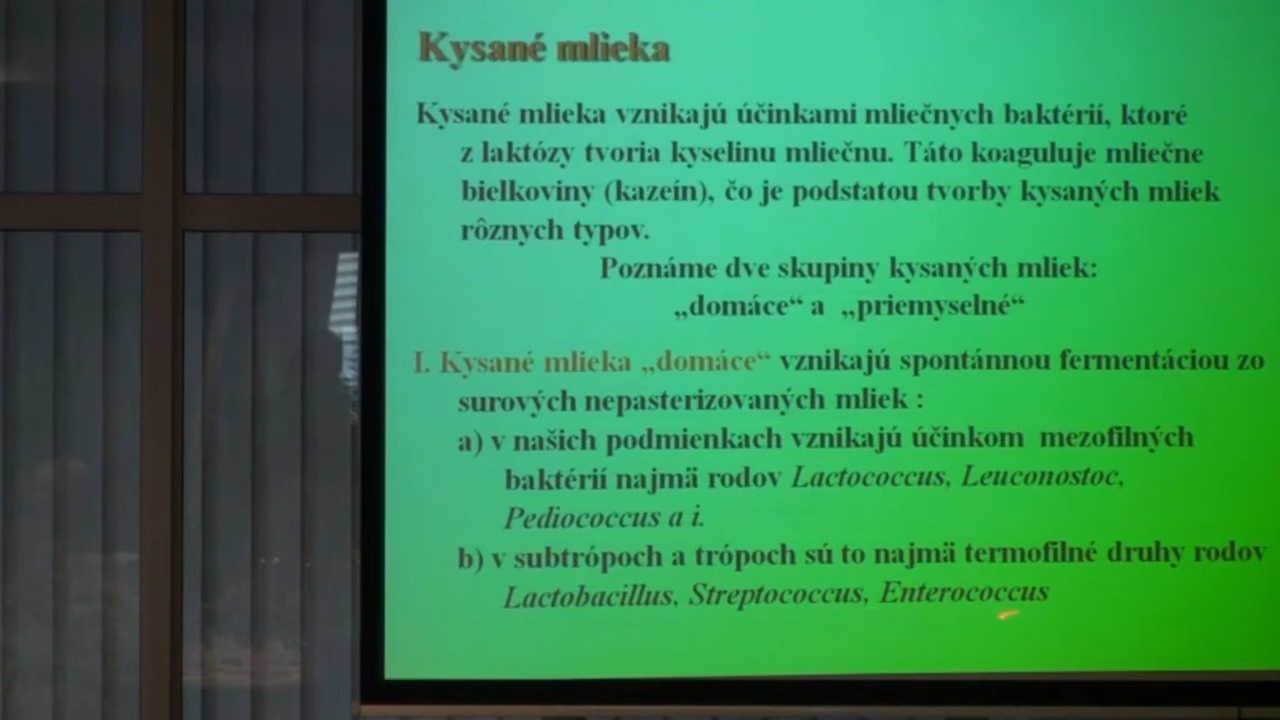 Kysané mlieka
Kysané mlieka vznikajú účinkami mliečnych baktérií, ktoré
z laktózy tvoria kyselinu mliečnu. Táto koaguluje mliečne
bielkoviny (kazeín), čo je podstatou tvorby kysaných mliek
rôznych typov.
Poznáme dve skupiny kysaných mliek:
„domáce“ a „priemyselné“
I. Kysané mlieka „domáce“ vznikajú spontánnou fermentáciou zo
surových nepasterizovaných mliek :
a) v našich podmienkach vznikajú účinkom mezofilných
baktérií najmä rodov Lactococcus, Leuconostoc,
Pediococcus a i.
b) v subtrópoch a trópoch sú to najmä termofilné druhy rodov
Lactobacillus, Streptococcus, Enterococcus